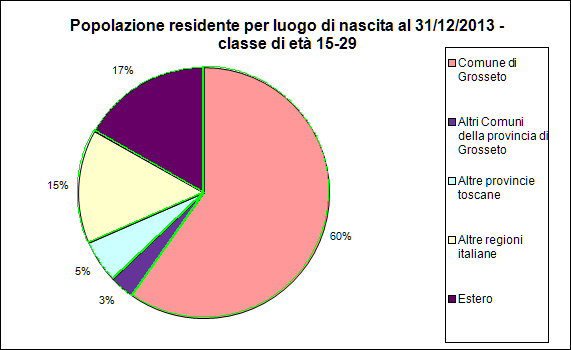 Popolazione residente per luogo di nascita al 31/12/2013 -
classe di età 15-29
17%
15%
5%
3%
60%
Comune di
Grosseto
Altri Comuni
della provincia di
Grosseto
Altre provincie
toscane
Altre regioni
italiane
Estero